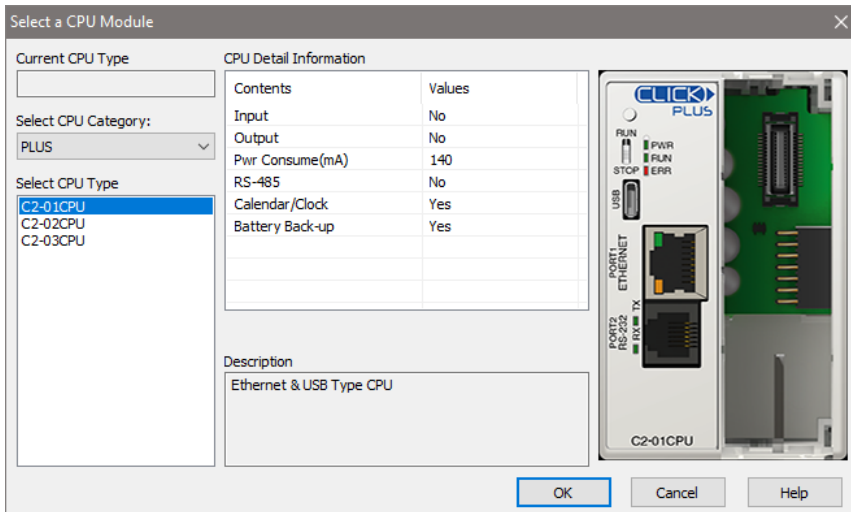 Select a CPU Module
Current CPU Type
Select CPU Category:
PLUS
Select CPU Type
C2-01CPU
C2-02CPU
C2-03CPU
CPU Detail Information
Contents Values
Input No
Output No
Pwr Consume(mA) 140
RS-485 No
Calendar/Clock Yes
Battery Back-up Yes
Description
Ethernet & USB Type CPU
CLICK
PLUS
RUN
STOP
PWR
RUN
ERR
USB
PORT1
ETHERNET
PORT2
RS-232
RX TX
C2-01CPU
OK Cancel Help